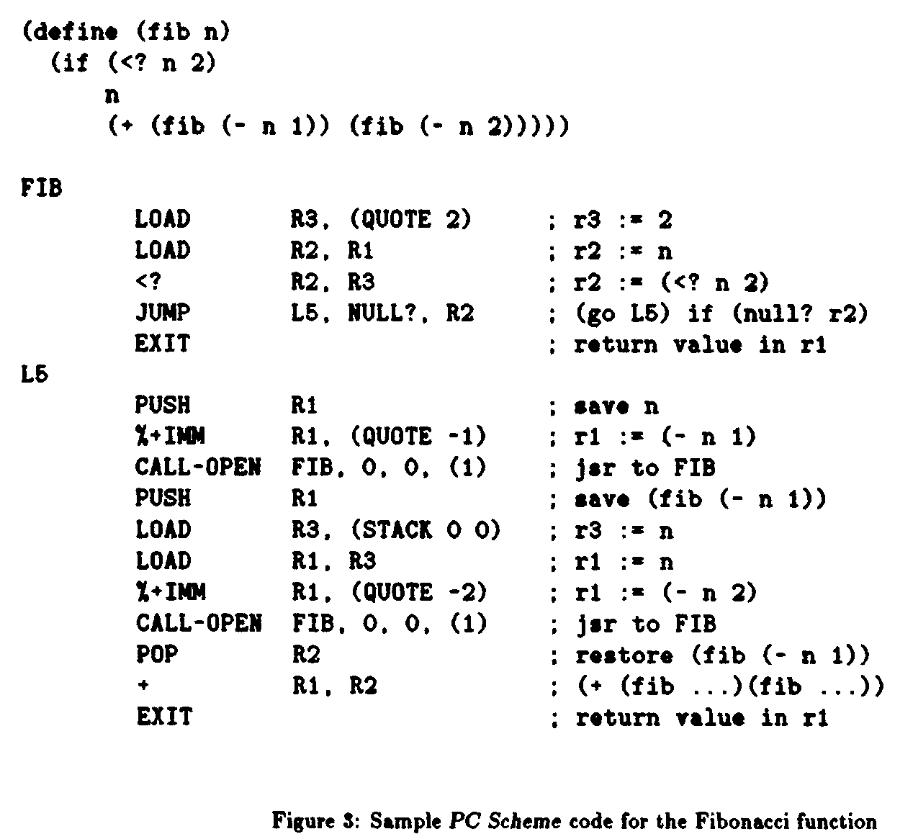 (define (fib n)
  (if (<? n 2)
      n
      (+ (fib (- n 1)) (fib (- n 2)))))
FIB
        LOAD       R3, (QUOTE 2)      ; r3 := 2
        LOAD       R2, R1             ; r2 := n
        <?         R2, R3             ; r2 := (<? n 2)
        JUMP       L5, NULL?, R2      ; (go L5) if (null? r2)
        EXIT                          ; return value in r1
L5
        PUSH       R1                 ; save n
        %+IMM      R1, (QUOTE -1)     ; r1 := (- n 1)
        CALL-OPEN  FIB, 0, 0, (1)     ; jsr to FIB
        PUSH       R1                 ; save (fib (- n 1))
        LOAD       R3, (STACK 0 0)    ; r3 := n
        LOAD       R1, R3             ; r1 := n
        %+IMM      R1, (QUOTE -2)     ; r1 := (- n 2)
        CALL-OPEN  FIB, 0, 0, (1)     ; jsr to FIB
        POP        R2                 ; restore (fib (- n 1))
        +          R1, R2             ; (+ (fib ...)(fib ...))
        EXIT                          ; return value in r1
Figure 3: Sample PC Scheme code for the Fibonacci function